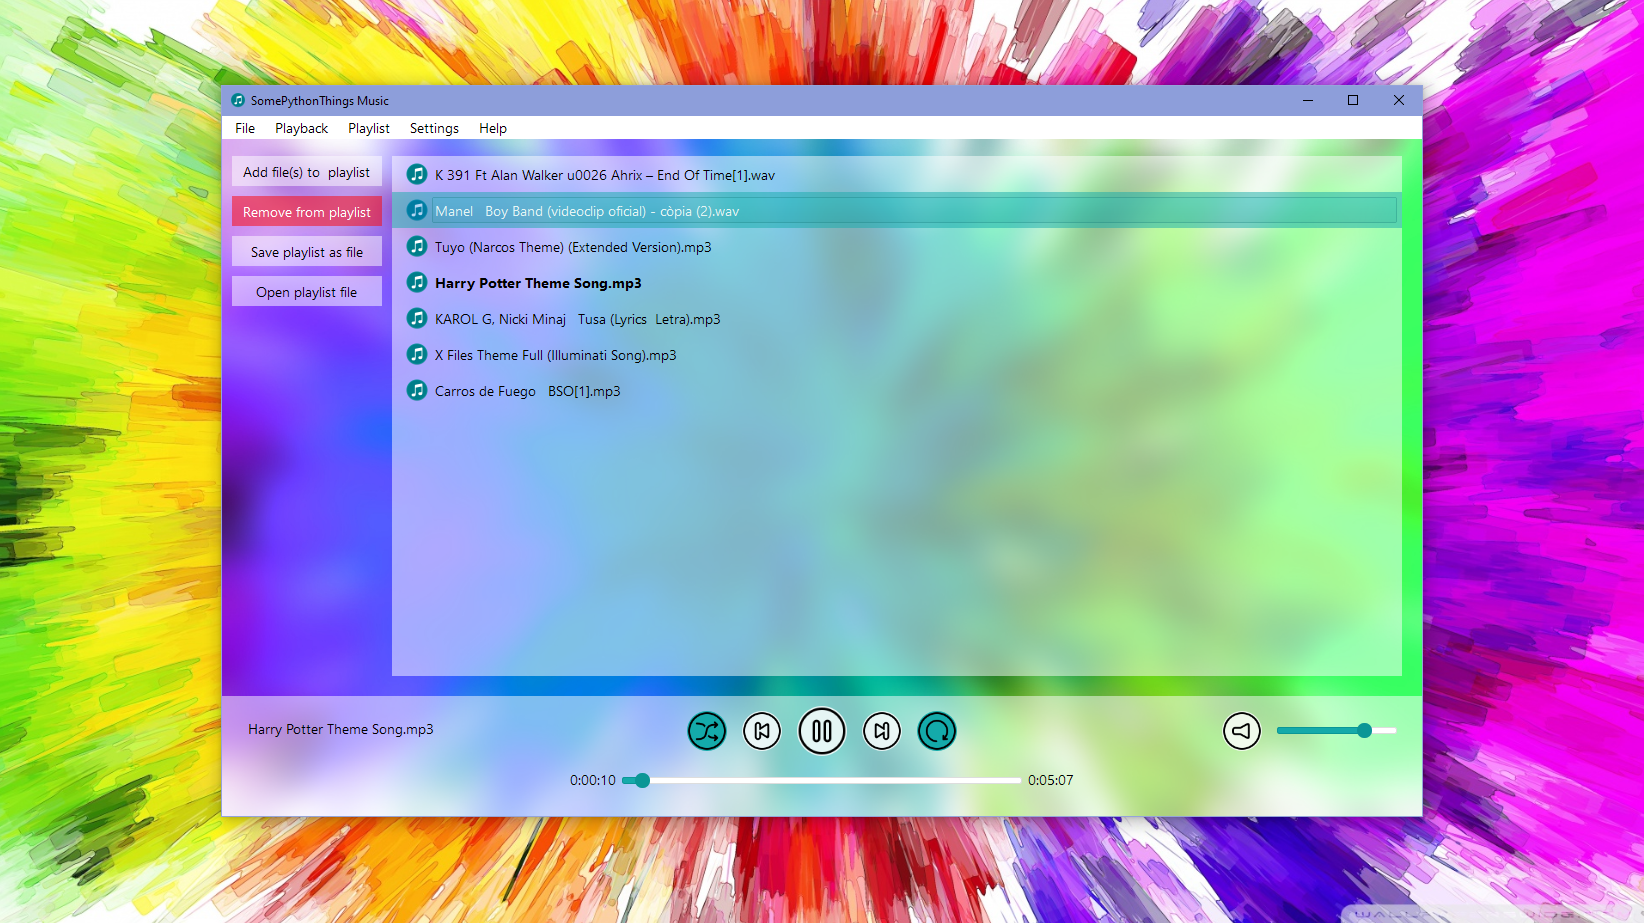 SomePythonThings Music
File Playback Playlist Settings Help
Add file(s) to  playlist
Remove from playlist
Save playlist as file
Open playlist file
K 391 Ft Alan Walker u0026 Ahrix – End Of Time[1].wav
Manel   Boy Band (videoclip oficial) - còpia (2).wav
Tuyo (Narcos Theme) (Extended Version).mp3
Harry Potter Theme Song.mp3
KAROL G, Nicki Minaj   Tusa (Lyrics  Letra).mp3
X Files Theme Full (Illuminati Song).mp3
Carros de Fuego   BSO[1].mp3
Harry Potter Theme Song.mp3
0:00:10 0:05:07